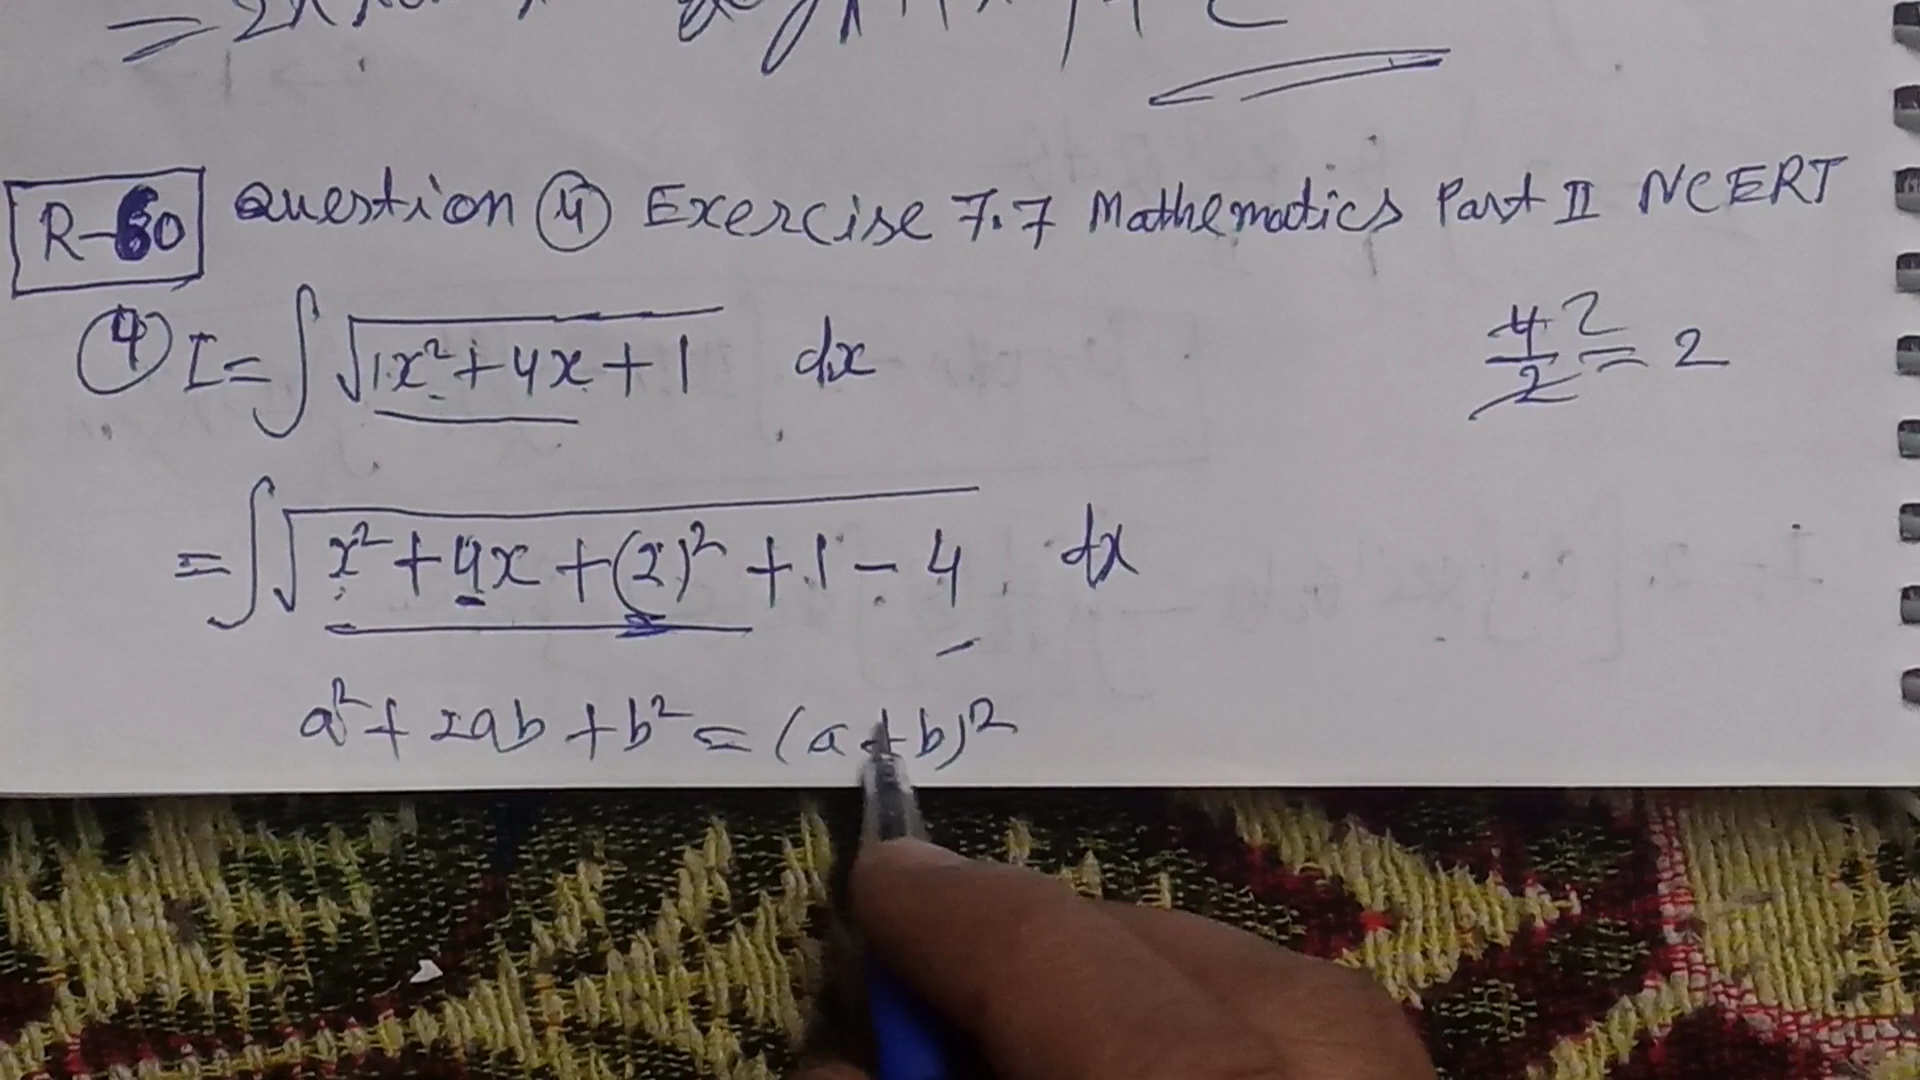 R-60 Question ④ Exercise 7.7 Mathematics Part II NCERT
④ I = ∫ √(1x² + 4x + 1) dx
4/2 = 2
= ∫ √(x² + 4x + (2)² + 1 - 4) dx
a² + 2ab + b² = (a+b)²